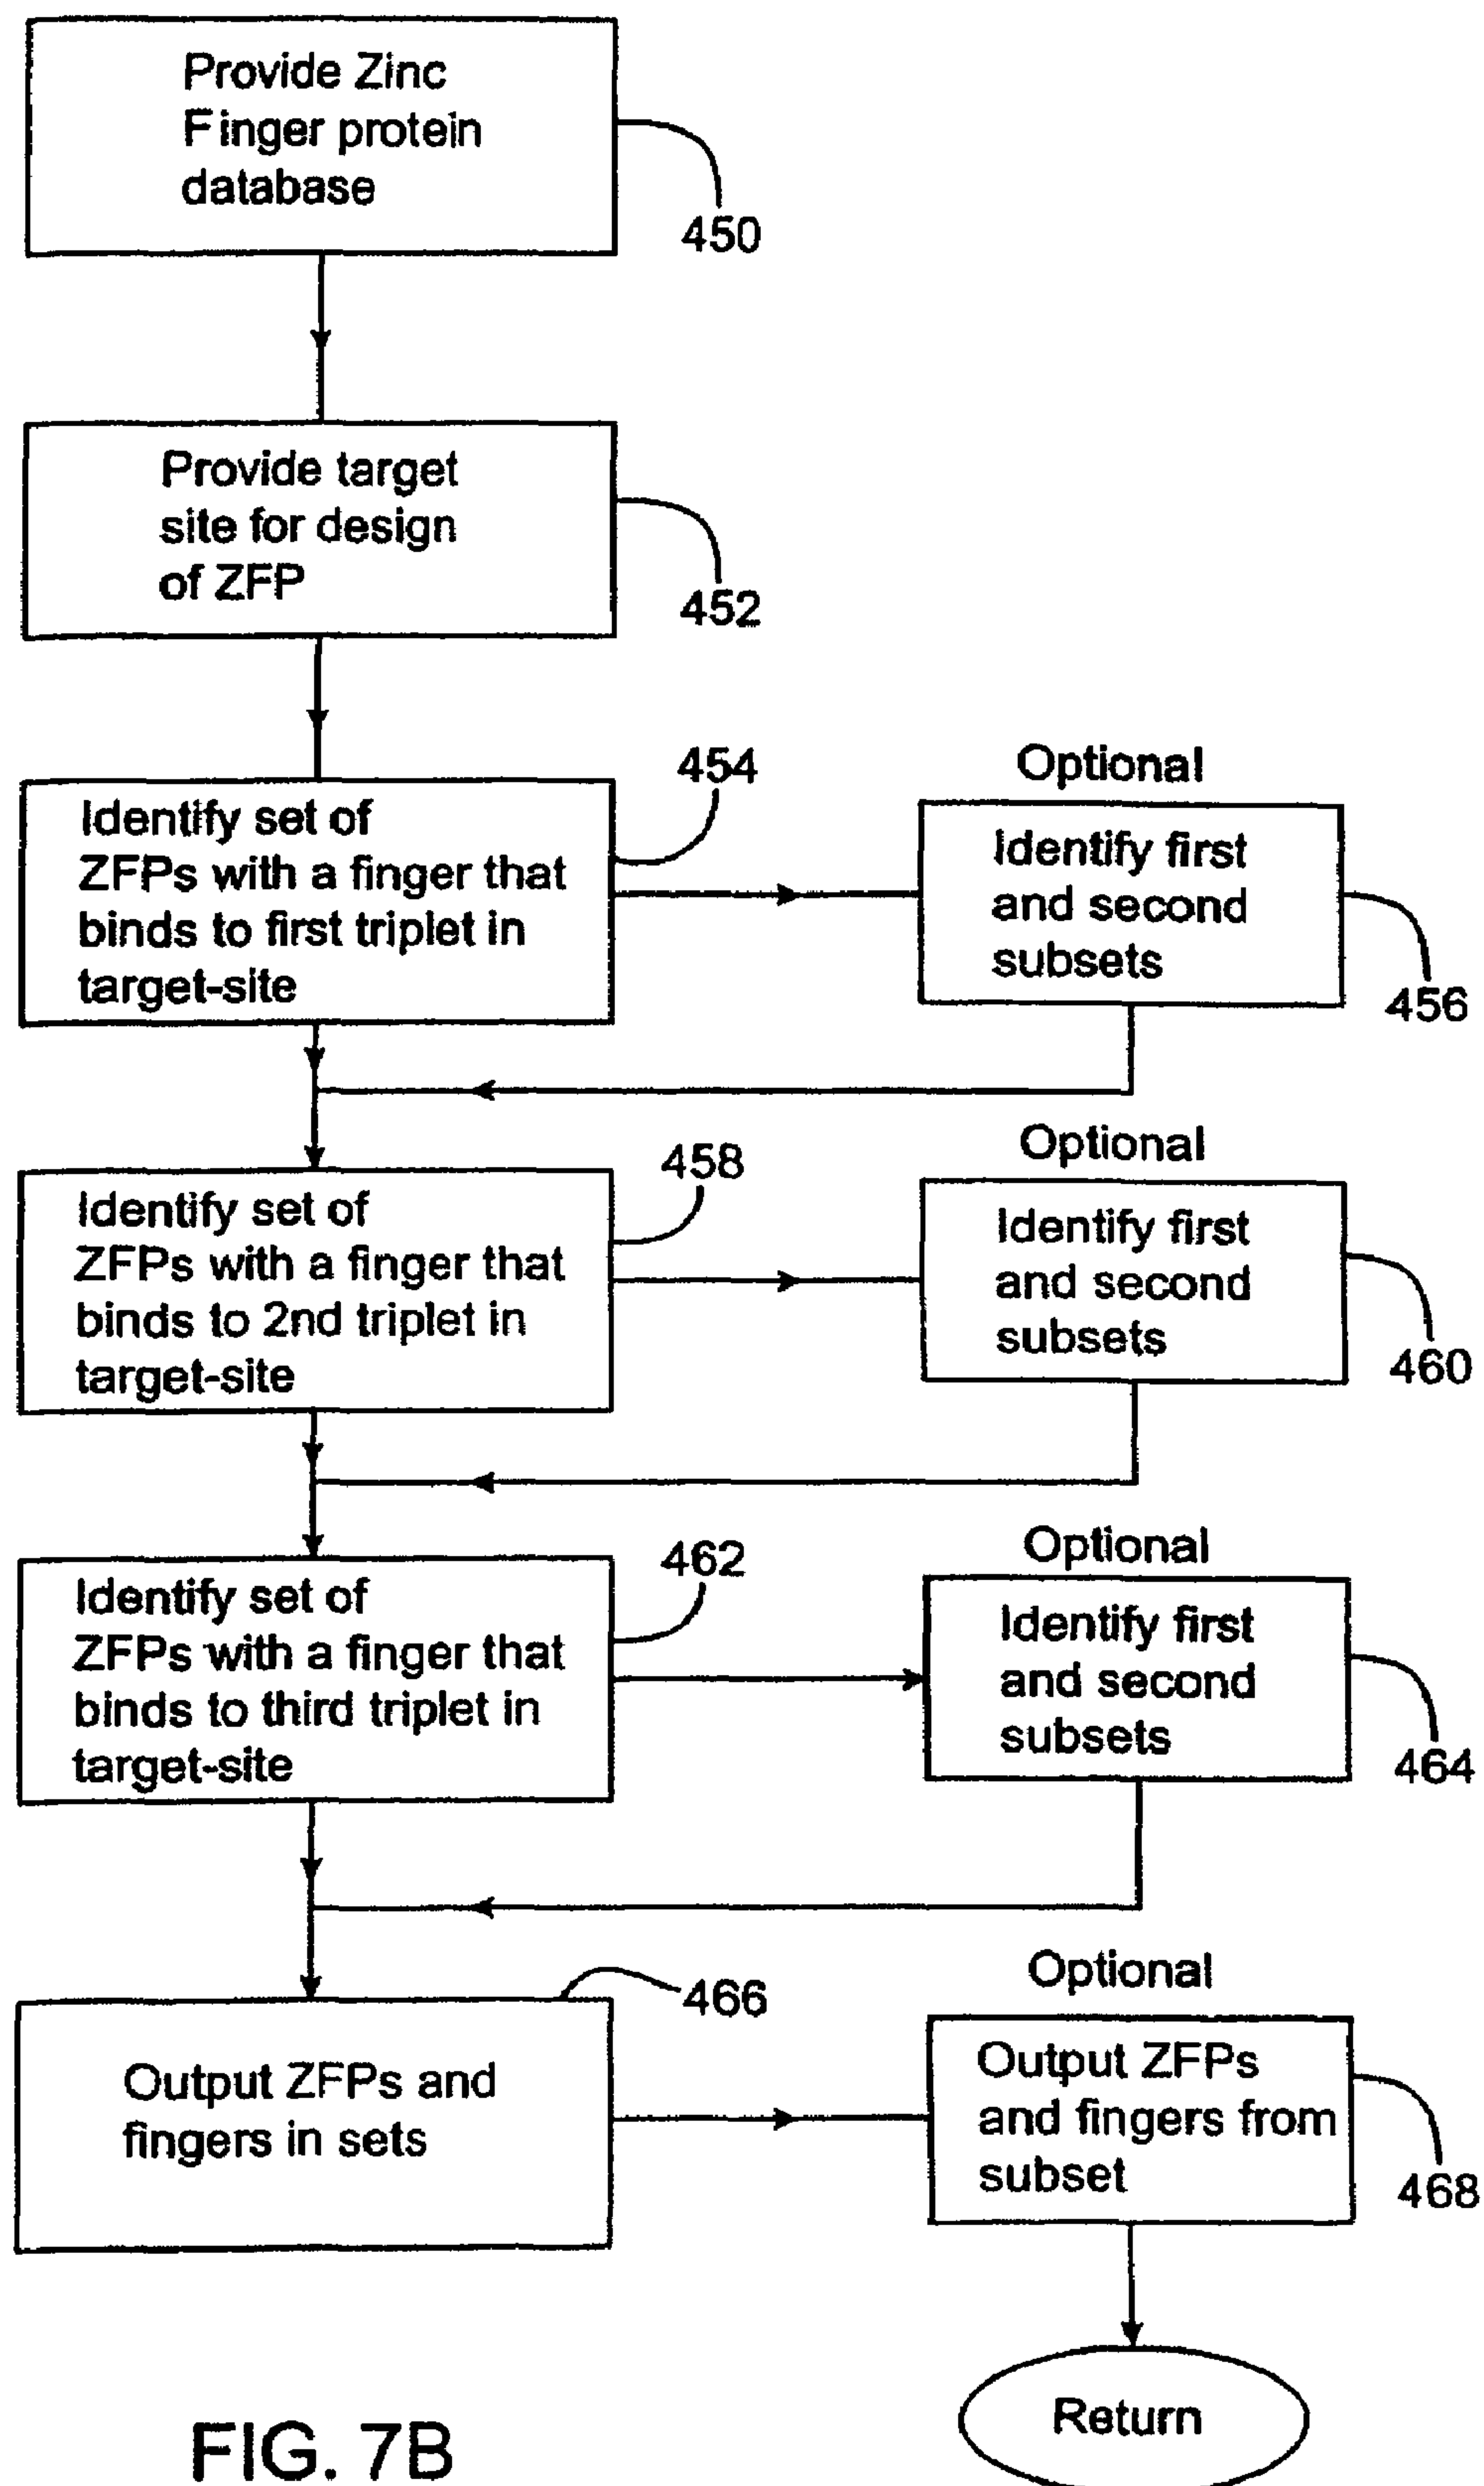 Provide Zinc
Finger protein
database
450
Provide target
site for design
of ZFP
452
454
Identify set of
ZFPs with a finger that
binds to first triplet in
target-site
Optional
Identify first
and second
subsets
456
458
Identify set of
ZFPs with a finger that
binds to 2nd triplet in
target-site
Optional
Identify first
and second
subsets
460
462
Identify set of
ZFPs with a finger that
binds to third triplet in
target-site
Optional
Identify first
and second
subsets
464
466
Output ZFPs and
fingers in sets
Optional
Output ZFPs
and fingers from
subset
468
Return
FIG. 7B